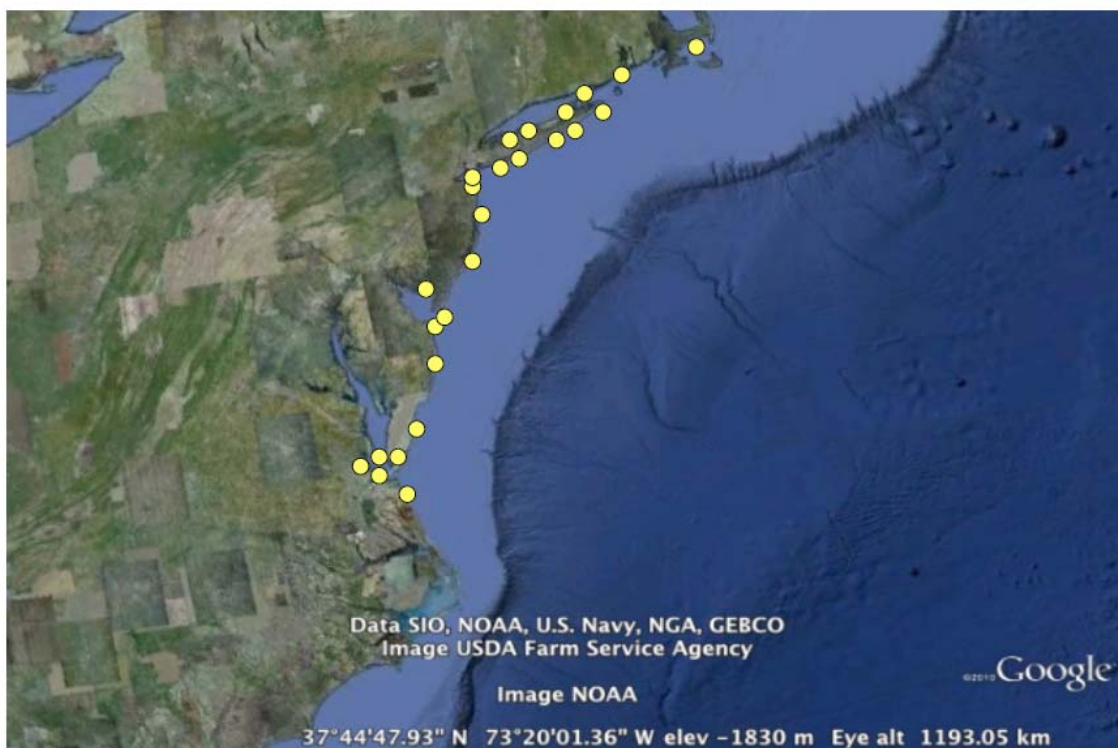 Data SIO, NOAA, U.S. Navy, NGA, GEBCO
Image USDA Farm Service Agency
©2010 Google
Image NOAA
37°44'47.93" N 73°20'01.36" W elev -1830 m Eye alt 1193.05 km